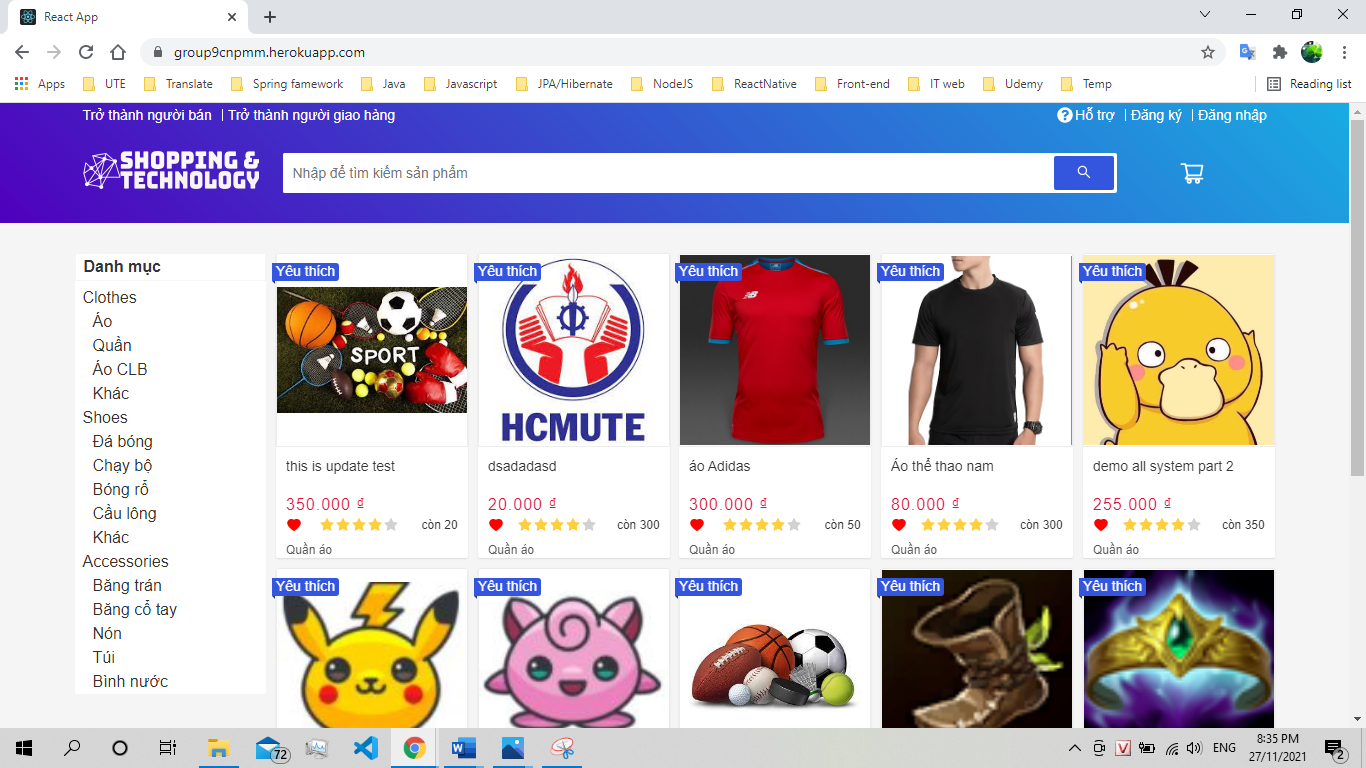 React App
group9cnpmm.herokuapp.com
Apps UTE Translate Spring famework Java Javascript JPA/Hibernate NodeJS ReactNative Front-end IT web Udemy Temp Reading list
Trở thành người bán | Trở thành người giao hàng
Hỗ trợ | Đăng ký | Đăng nhập
SHOPPING &
TECHNOLOGY
Nhập để tìm kiếm sản phẩm
Danh mục
Clothes
Áo
Quần
Áo CLB
Khác
Shoes
Đá bóng
Chạy bộ
Bóng rổ
Cầu lông
Khác
Accessories
Băng trán
Băng cổ tay
Nón
Túi
Bình nước
Yêu thích
SPORT
this is update test
350.000 ₫
còn 20
Quần áo
Yêu thích
HCMUTE
dsadadasd
20.000 ₫
còn 300
Quần áo
Yêu thích
áo Adidas
300.000 ₫
còn 50
Quần áo
Yêu thích
Áo thể thao nam
80.000 ₫
còn 300
Quần áo
Yêu thích
demo all system part 2
255.000 ₫
còn 350
Quần áo
Yêu thích
Yêu thích
Yêu thích
Yêu thích
Yêu thích
72
ENG
8:35 PM
27/11/2021
2